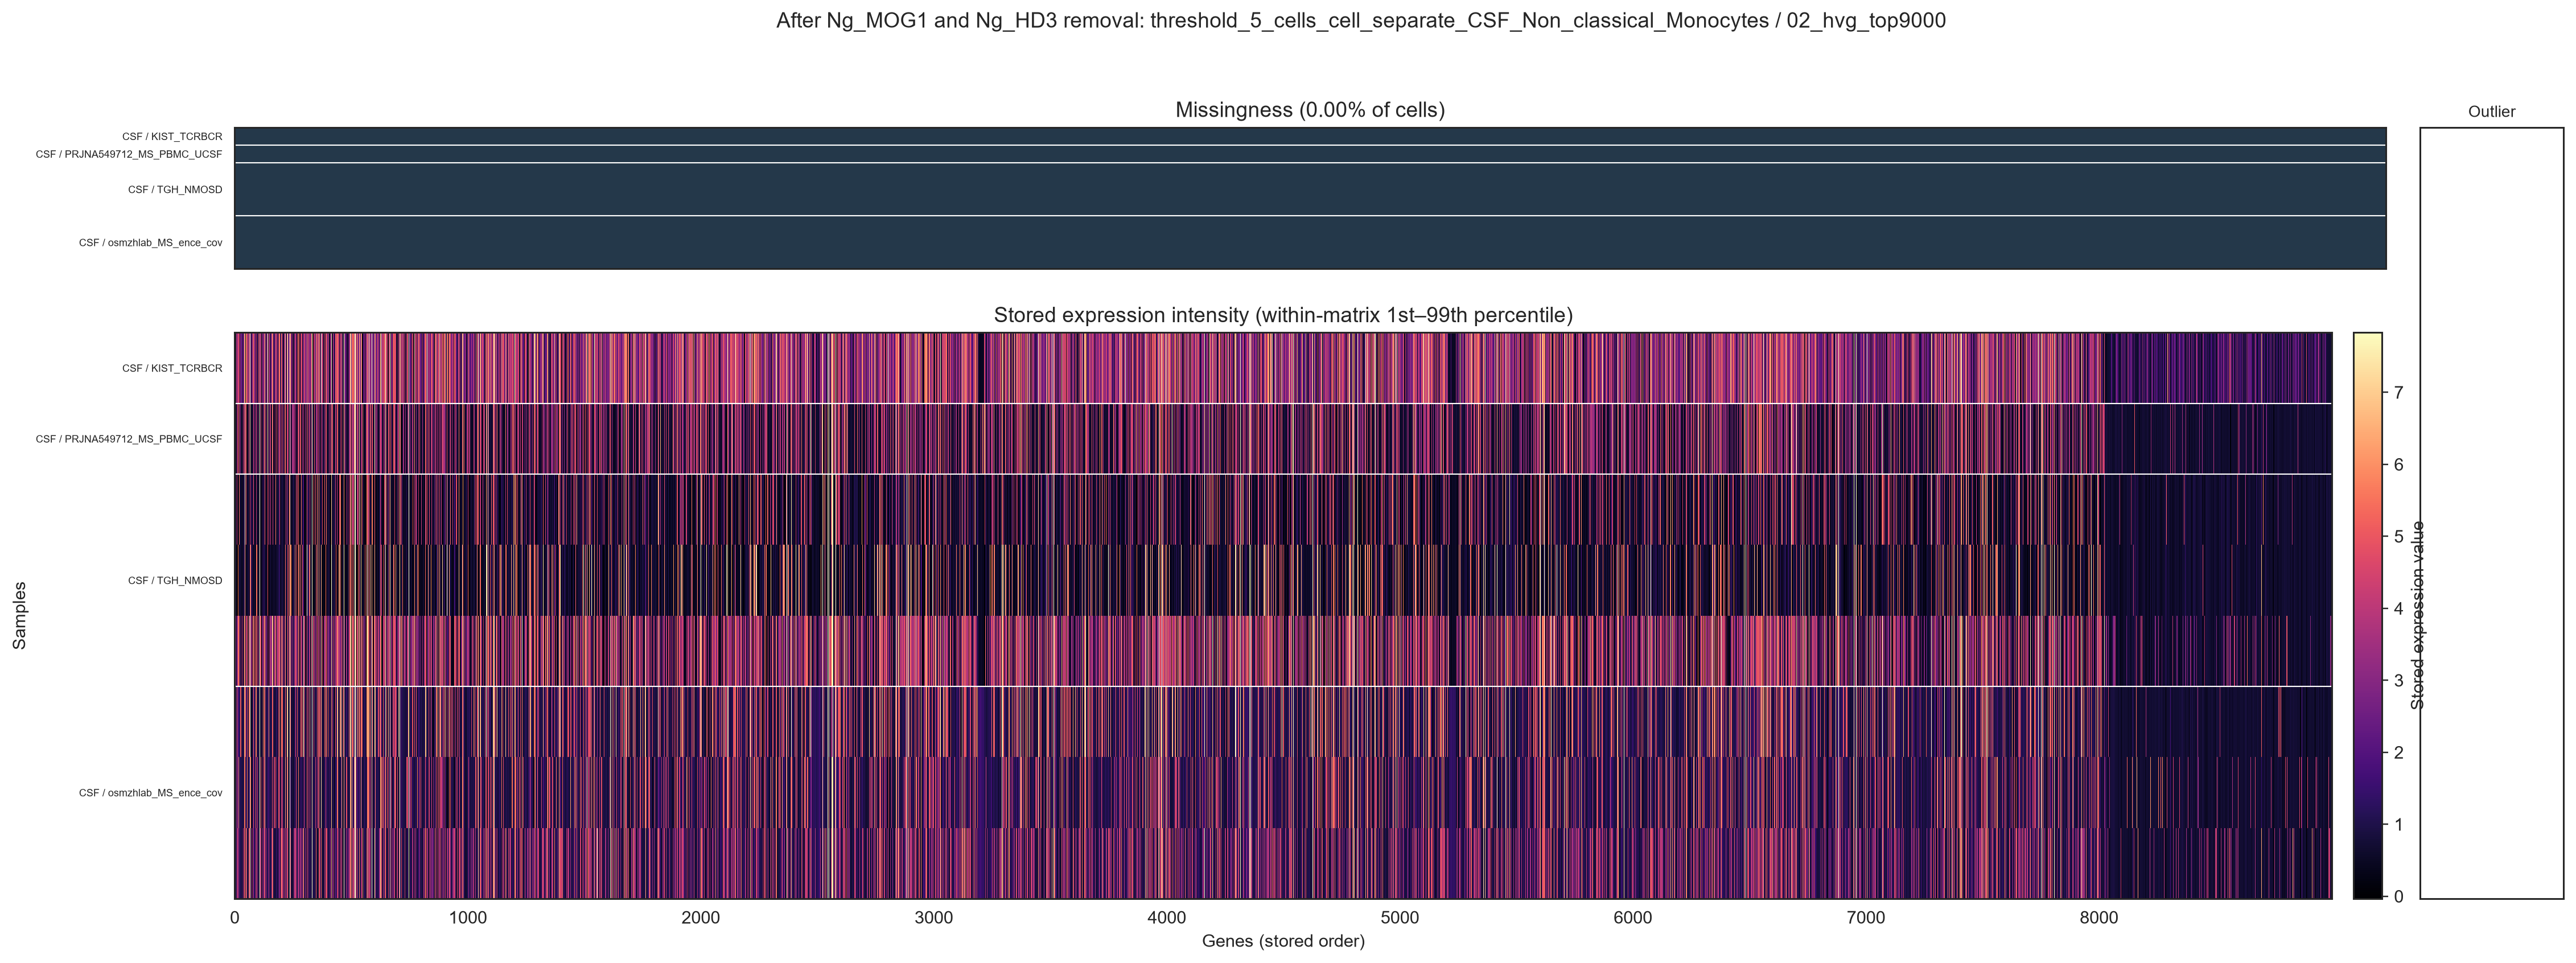 After Ng_MOG1 and Ng_HD3 removal: threshold_5_cells_cell_separate_CSF_Non_classical_Monocytes / 02_hvg_top9000
Missingness (0.00% of cells)
Outlier
CSF / KIST_TCRBCR
CSF / PRJNA549712_MS_PBMC_UCSF
CSF / TGH_NMOSD
CSF / osmzhlab_MS_ence_cov
Stored expression intensity (within-matrix 1st–99th percentile)
CSF / KIST_TCRBCR
CSF / PRJNA549712_MS_PBMC_UCSF
CSF / TGH_NMOSD
CSF / osmzhlab_MS_ence_cov
Samples
0 1000 2000 3000 4000 5000 6000 7000 8000
Genes (stored order)
7
6
5
4
3
2
1
0
Stored expression value